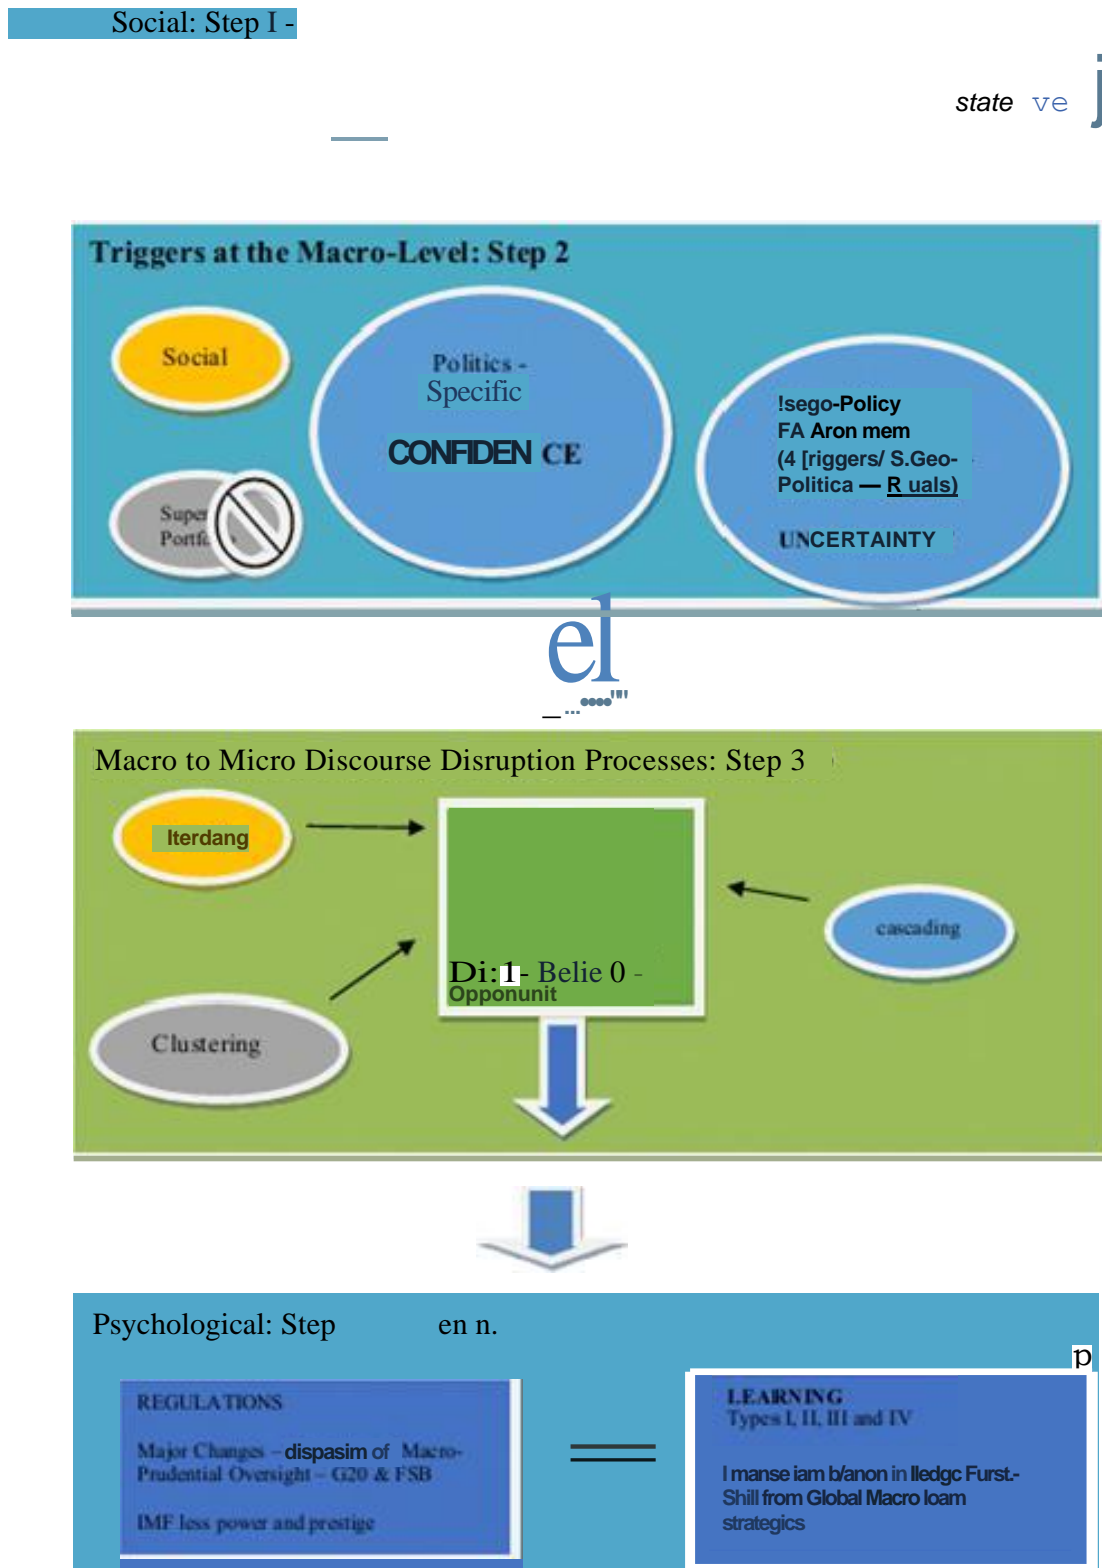 Social: Step I -
state ve j
Triggers at the Macro-Level: Step 2
Social
Politics -
Specific
CONFIDEN CE
!sego-Policy
FA Aron mem
(4 [riggers/ S.Geo-
Politica — R uals)
UNCERTAINTY
Super
Portf
el
Macro to Micro Discourse Disruption Processes: Step 3
Iterdang
cascading
Di:1- Belie 0 -
Opponunit
Clustering
Psychological: Step en n.
p
REGULATIONS
Major Changes – dispasim of Macro-
Prudential Oversight – G20 & FSB
IMF less power and prestige
LEARNING
Types I, II, III and IV
I manse iam b/anon in Iledgc Furst.-
Shill from Global Macro loam
strategics